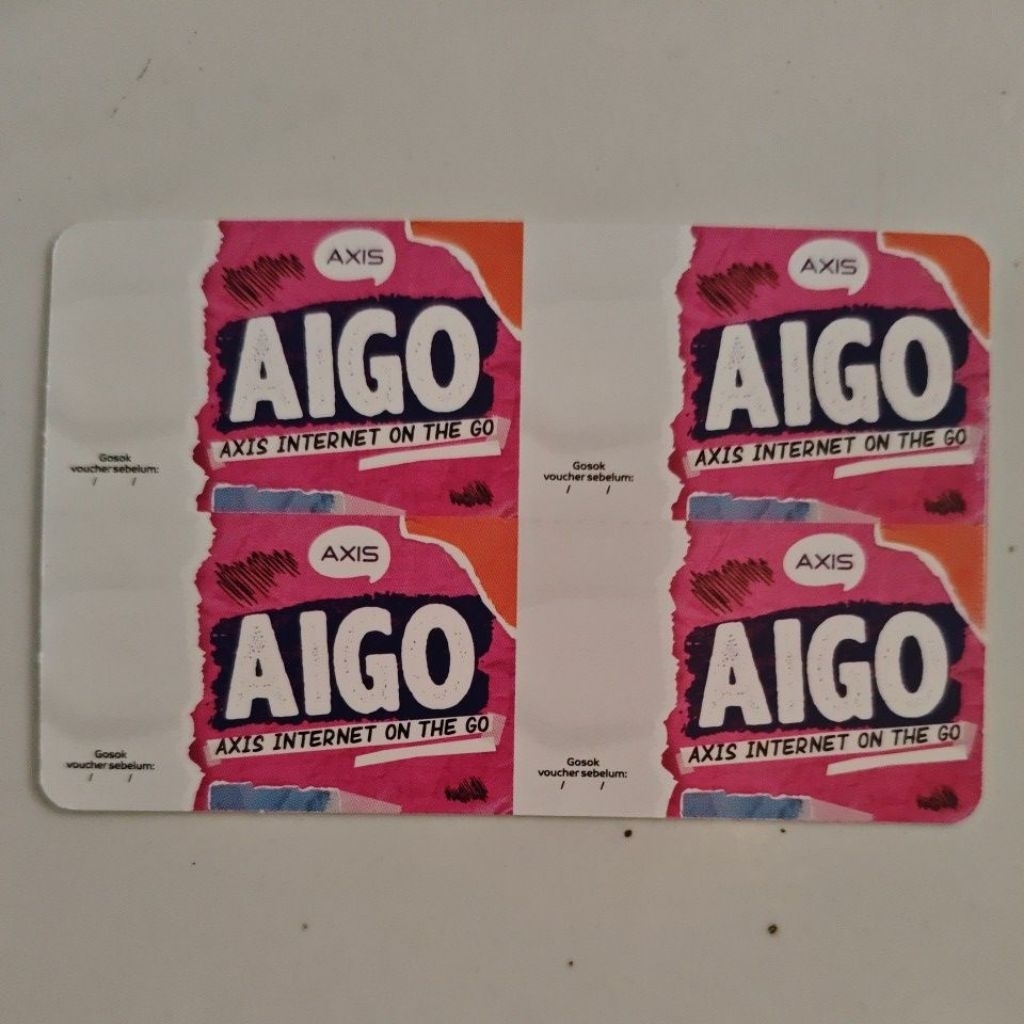 AXIS
AIGO
AXIS INTERNET ON THE GO
Gosok
voucher sebelum:
/ /
AXIS
AIGO
AXIS INTERNET ON THE GO
Gosok
voucher sebelum:
/ /
AXIS
AIGO
AXIS INTERNET ON THE GO
Gosok
voucher sebelum:
/ /
AXIS
AIGO
AXIS INTERNET ON THE GO
Gosok
voucher sebelum:
/ /